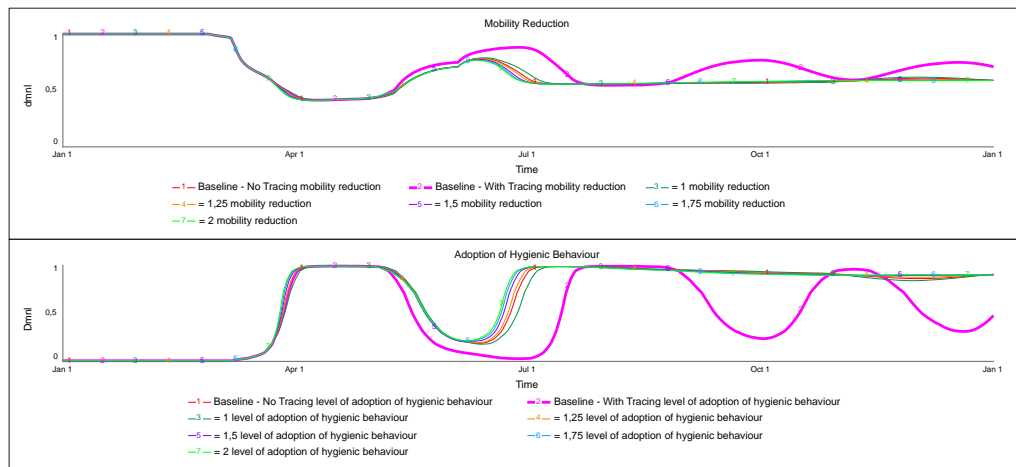 Mobility Reduction
1
0,5
0
dmnl
Jan 1 Apr 1 Jul 1 Oct 1 Jan 1
Time
1 Baseline - No Tracing mobility reduction 2 Baseline - With Tracing mobility reduction 3 = 1 mobility reduction
4 = 1,25 mobility reduction 5 = 1,5 mobility reduction 6 = 1,75 mobility reduction
7 = 2 mobility reduction
Adoption of Hygienic Behaviour
1
0,5
0
Dmnl
Jan 1 Apr 1 Jul 1 Oct 1 Jan 1
Time
1 Baseline - No Tracing level of adoption of hygienic behaviour 2 Baseline - With Tracing level of adoption of hygienic behaviour
3 = 1 level of adoption of hygienic behaviour 4 = 1,25 level of adoption of hygienic behaviour
5 = 1,5 level of adoption of hygienic behaviour 6 = 1,75 level of adoption of hygienic behaviour
7 = 2 level of adoption of hygienic behaviour